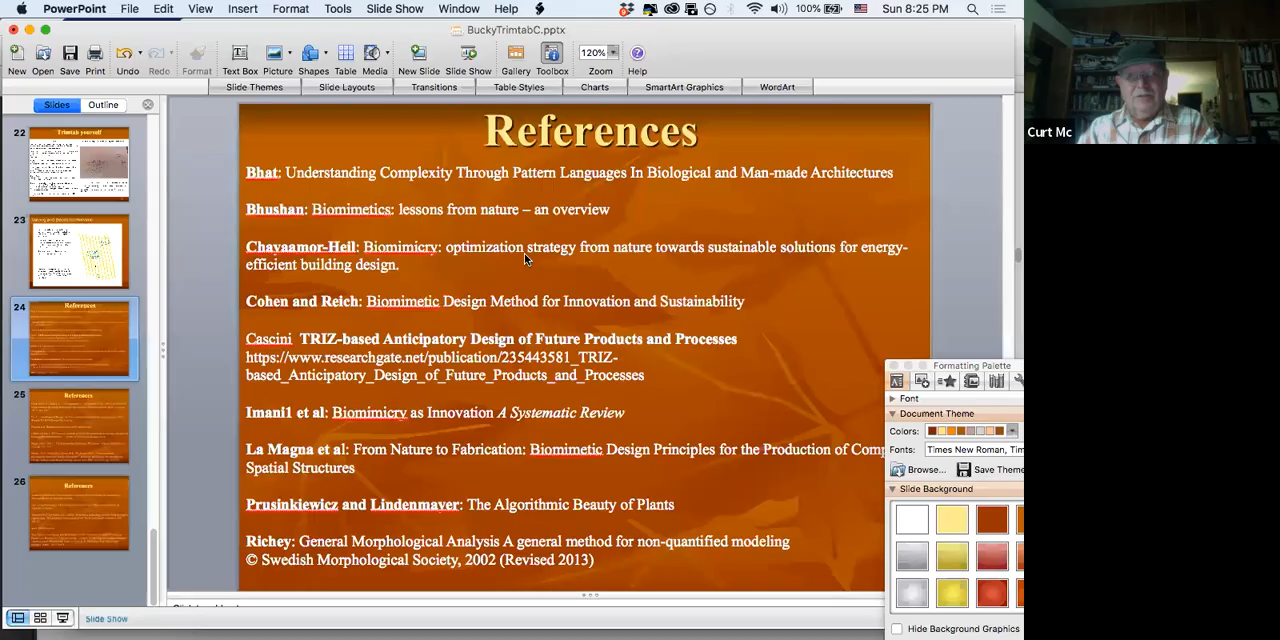 PowerPoint File Edit View Insert Format Tools Slide Show Window Help 100% Sun 8:25 PM
BuckyTrimtabC.pptx
New Open Save Print Undo Redo Format Text Box Picture Shapes Table Media New Slide Slide Show Gallery Toolbox 120% Zoom Help
Slide Themes Slide Layouts Transitions Table Styles Charts SmartArt Graphics WordArt
Slides Outline
22
Trimtab yourself
23
24
References
25
References
26
References
References
Bhat: Understanding Complexity Through Pattern Languages In Biological and Man-made Architectures
Bhushan: Biomimetics: lessons from nature – an overview
Chayaamor-Heil: Biomimicry: optimization strategy from nature towards sustainable solutions for energy-
efficient building design.
Cohen and Reich: Biomimetic Design Method for Innovation and Sustainability
Cascini TRIZ-based Anticipatory Design of Future Products and Processes
https://www.researchgate.net/publication/235443581_TRIZ-
based_Anticipatory_Design_of_Future_Products_and_Processes
Imani1 et al: Biomimicry as Innovation A Systematic Review
La Magna et al: From Nature to Fabrication: Biomimetic Design Principles for the Production of Comp
Spatial Structures
Prusinkiewicz and Lindenmayer: The Algorithmic Beauty of Plants
Richey: General Morphological Analysis A general method for non-quantified modeling
© Swedish Morphological Society, 2002 (Revised 2013)
Slide Show
Formatting Palette
Font
Document Theme
Colors:
Fonts: Times New Roman, Tim
Browse... Save Theme
Slide Background
Hide Background Graphics
Curt Mc